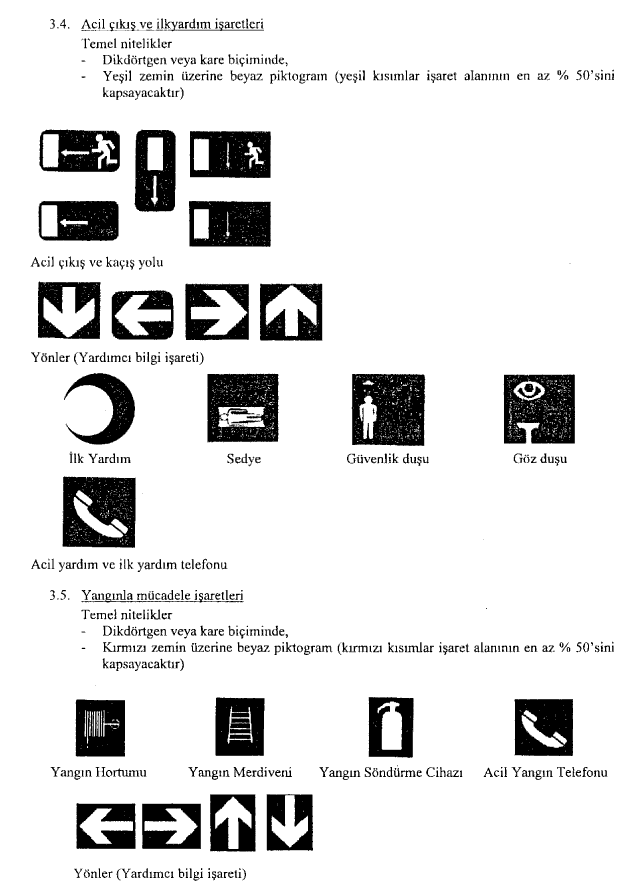 3.4. Acil çıkış ve ilkyardım işaretleri
Temel nitelikler
- Dikdörtgen veya kare biçiminde,
- Yeşil zemin üzerine beyaz piktogram (yeşil kısımlar işaret alanının en az % 50'sini
kapsayacaktır)
Acil çıkış ve kaçış yolu
Yönler (Yardımcı bilgi işareti)
İlk Yardım Sedye Güvenlik duşu Göz duşu
Acil yardım ve ilk yardım telefonu
3.5. Yangınla mücadele işaretleri
Temel nitelikler
- Dikdörtgen veya kare biçiminde,
- Kırmızı zemin üzerine beyaz piktogram (kırmızı kısımlar işaret alanının en az % 50'sini
kapsayacaktır)
Yangın Hortumu Yangın Merdiveni Yangın Söndürme Cihazı Acil Yangın Telefonu
Yönler (Yardımcı bilgi işareti)